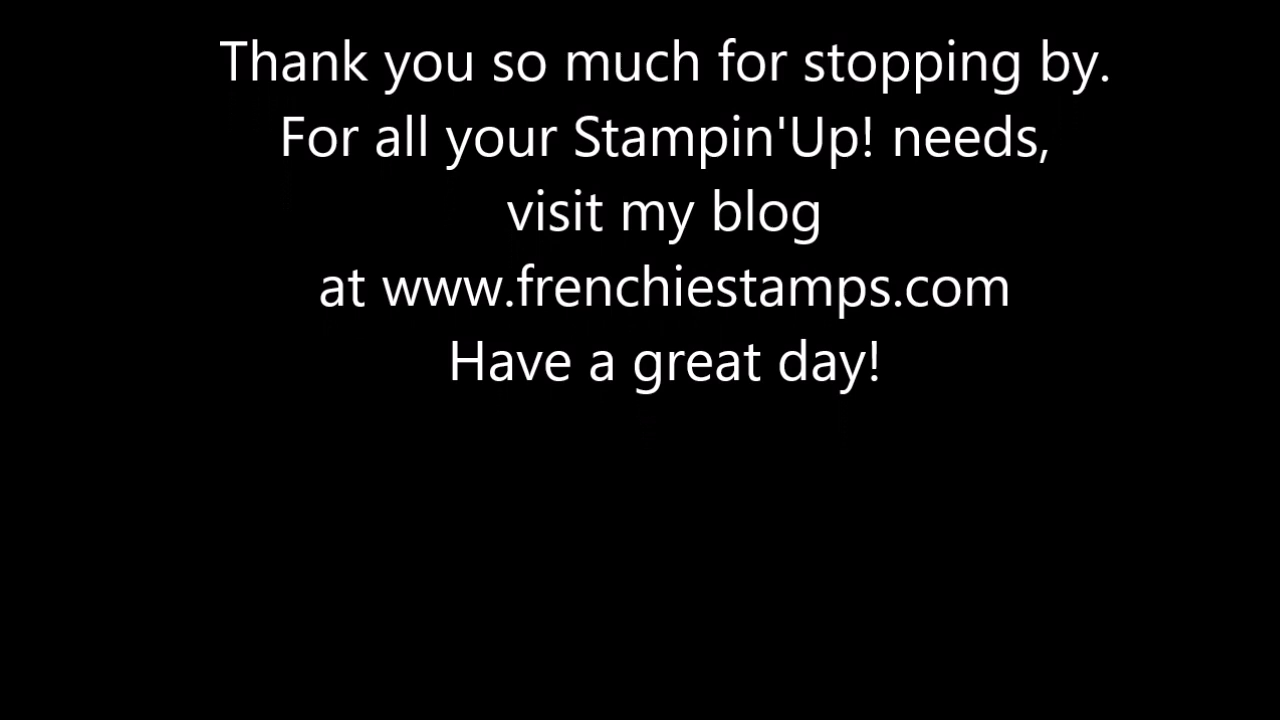 Thank you so much for stopping by.
For all your Stampin'Up! needs,
visit my blog
at www.frenchiestamps.com
Have a great day!